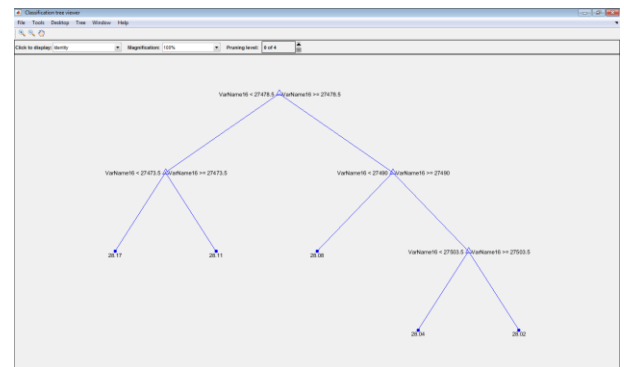 Classification tree viewer
File Tools Desktop Tree Window Help
Click to display: Identity Magnification: 100% Pruning level: 0 of 4
VarName16 < 27478.5 VarName16 >= 27478.5
VarName16 < 27473.5 VarName16 >= 27473.5 VarName16 < 27490 VarName16 >= 27490
28.17 28.11 28.08 VarName16 < 27503.5 VarName16 >= 27503.5
28.04 28.02